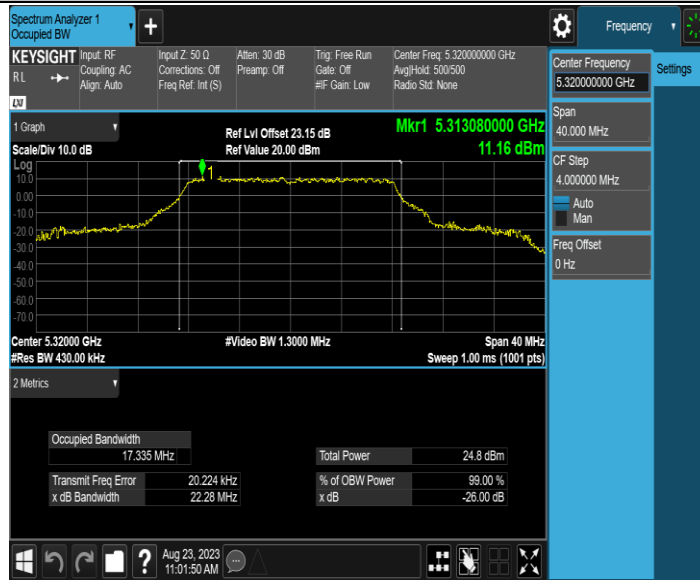 Spectrum Analyzer 1
Occupied BW
+
Frequency
KEYSIGHT
RL
LXI
Input: RF
Coupling: AC
Align: Auto
Input Z: 50 Ω
Corrections: Off
Freq Ref: Int (S)
Atten: 30 dB
Preamp: Off
Trig: Free Run
Gate: Off
#IF Gain: Low
Center Freq: 5.320000000 GHz
Avg|Hold: 500/500
Radio Std: None
Center Frequency
5.320000000 GHz
Settings
Span
40.000 MHz
CF Step
4.000000 MHz
Auto
Man
Freq Offset
0 Hz
1 Graph
Scale/Div 10.0 dB
Ref Lvl Offset 23.15 dB
Ref Value 20.00 dBm
Mkr1 5.313080000 GHz
11.16 dBm
Log
10.0
0.00
-10.0
-20.0
-30.0
-40.0
-50.0
-60.0
-70.0
1
Center 5.32000 GHz
#Res BW 430.00 kHz
#Video BW 1.3000 MHz
Span 40 MHz
Sweep 1.00 ms (1001 pts)
2 Metrics
Occupied Bandwidth
17.335 MHz
Total Power 24.8 dBm
Transmit Freq Error 20.224 kHz
% of OBW Power 99.00 %
x dB Bandwidth 22.28 MHz
x dB -26.00 dB
?
Aug 23, 2023
11:01:50 AM